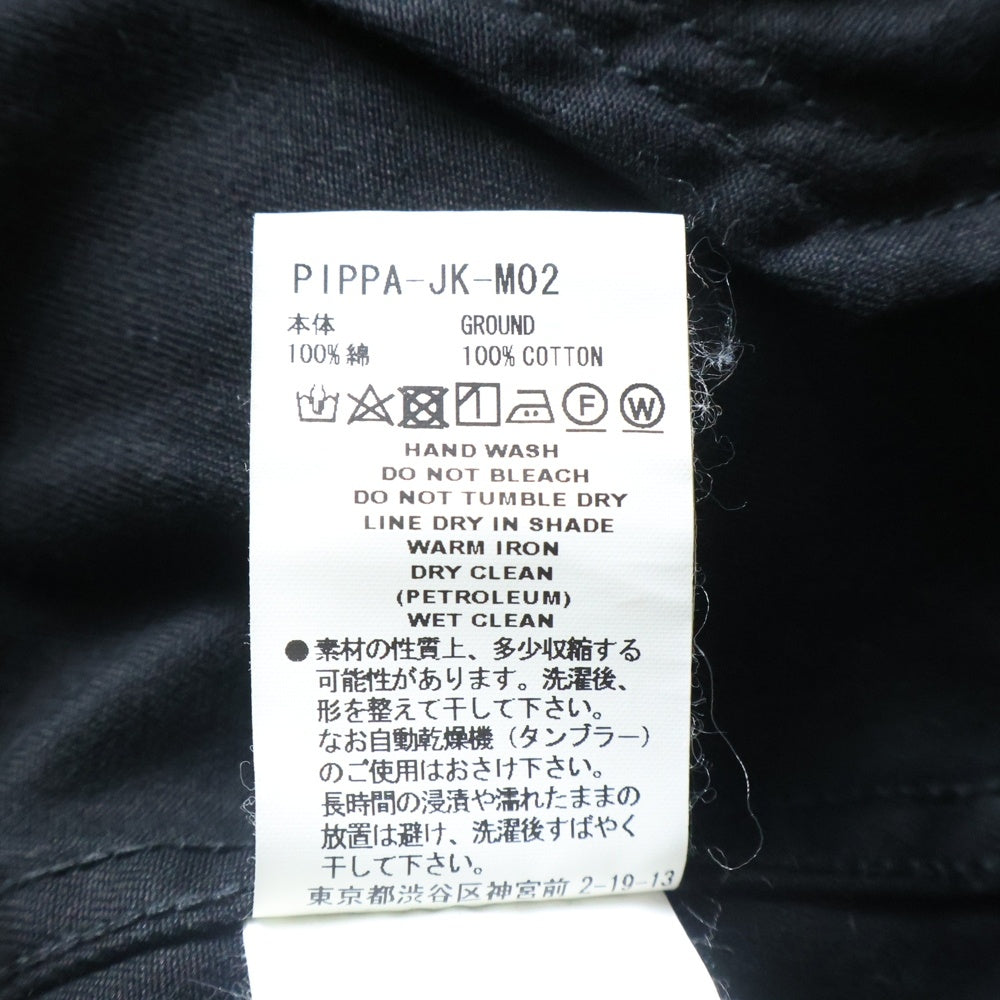 PIPPA-JK-M02
本体 GROUND
100% 綿 100% COTTON
F W
HAND WASH
DO NOT BLEACH
DO NOT TUMBLE DRY
LINE DRY IN SHADE
WARM IRON
DRY CLEAN
(PETROLEUM)
WET CLEAN
●素材の性質上、多少収縮する
可能性があります。洗濯後、
形を整えて干して下さい。
なお自動乾燥機（タンブラー）
のご使用はおさけ下さい。
長時間の浸漬や濡れたままの
放置は避け、洗濯後すばやく
干して下さい。
東京都渋谷区神宮前 2-19-13